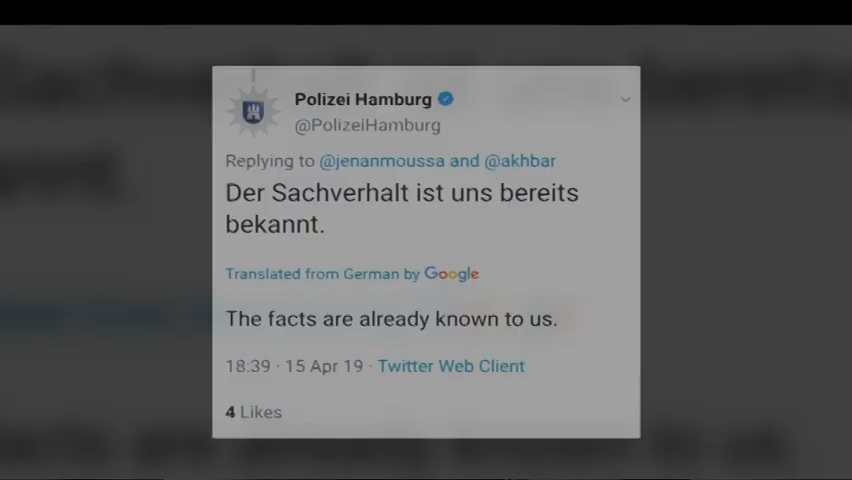 Polizei Hamburg
@PolizeiHamburg
Replying to @jenanmoussa and @akhbar
Der Sachverhalt ist uns bereits
bekannt.
Translated from German by Google
The facts are already known to us.
18:39 · 15 Apr 19 · Twitter Web Client
4 Likes